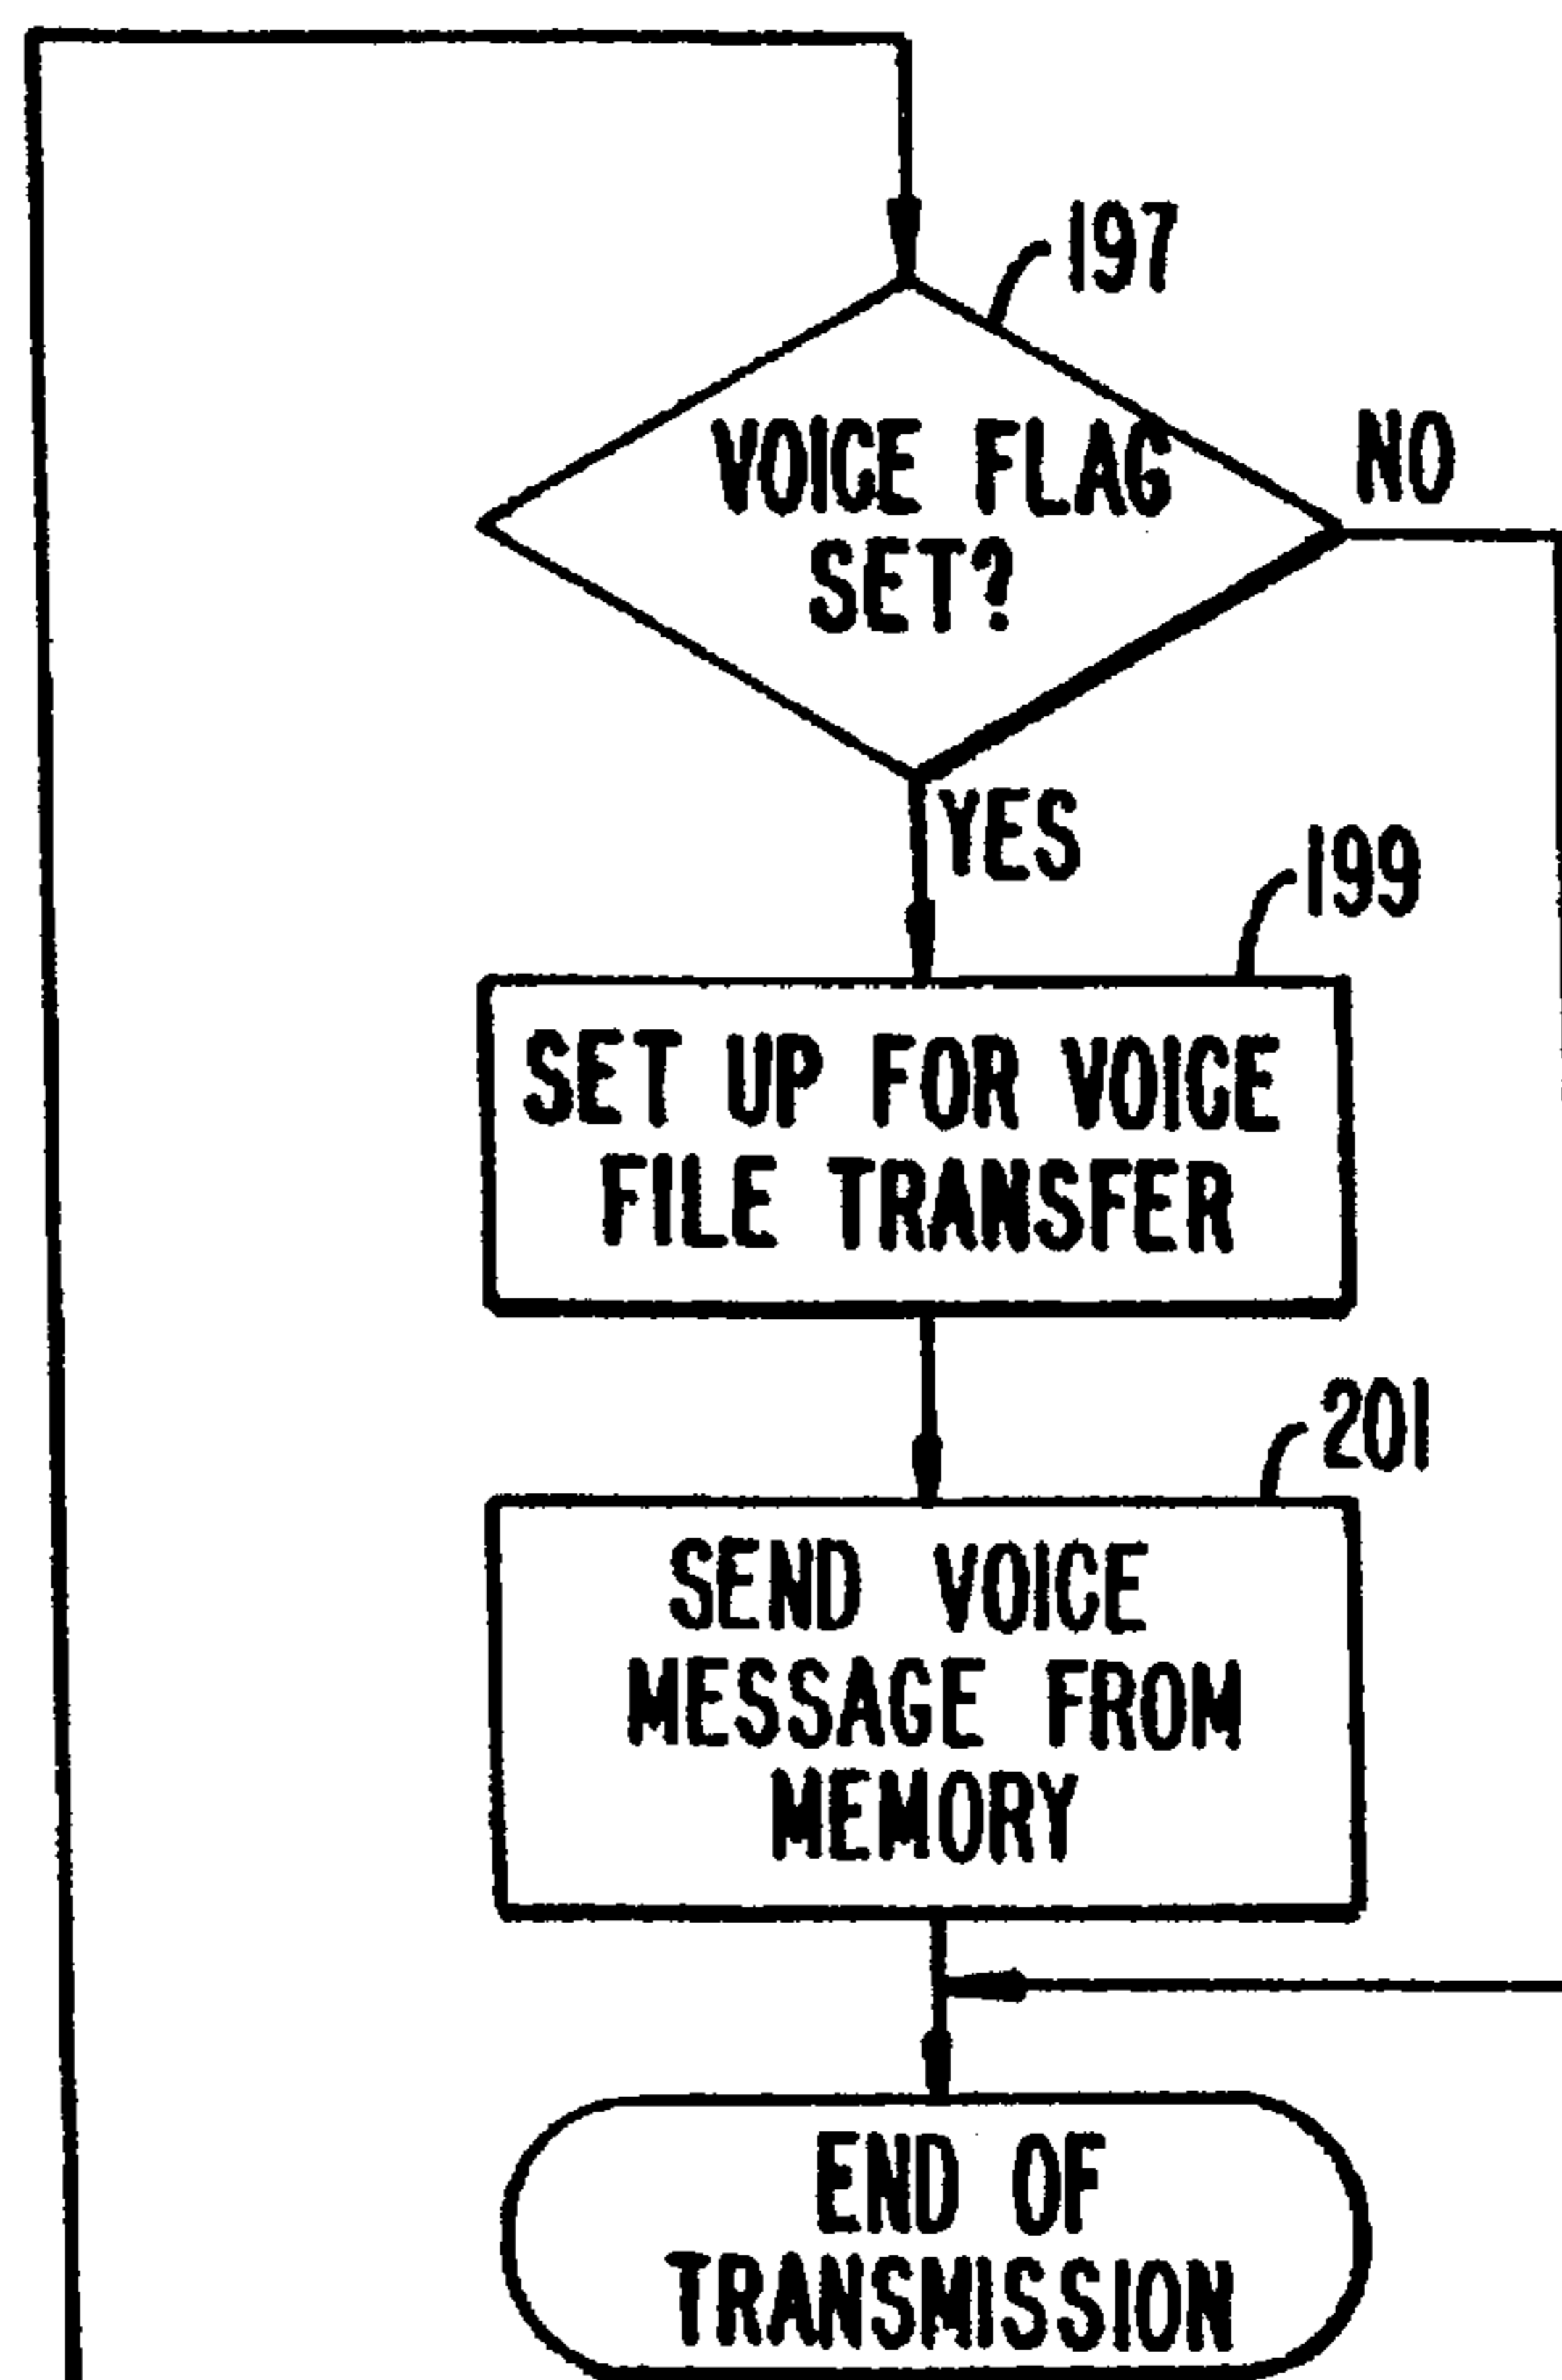 197
VOICE FLAG
SET?
NO
YES
199
SET UP FOR VOICE
FILE TRANSFER
201
SEND VOICE
MESSAGE FROM
MEMORY
END OF
TRANSMISSION